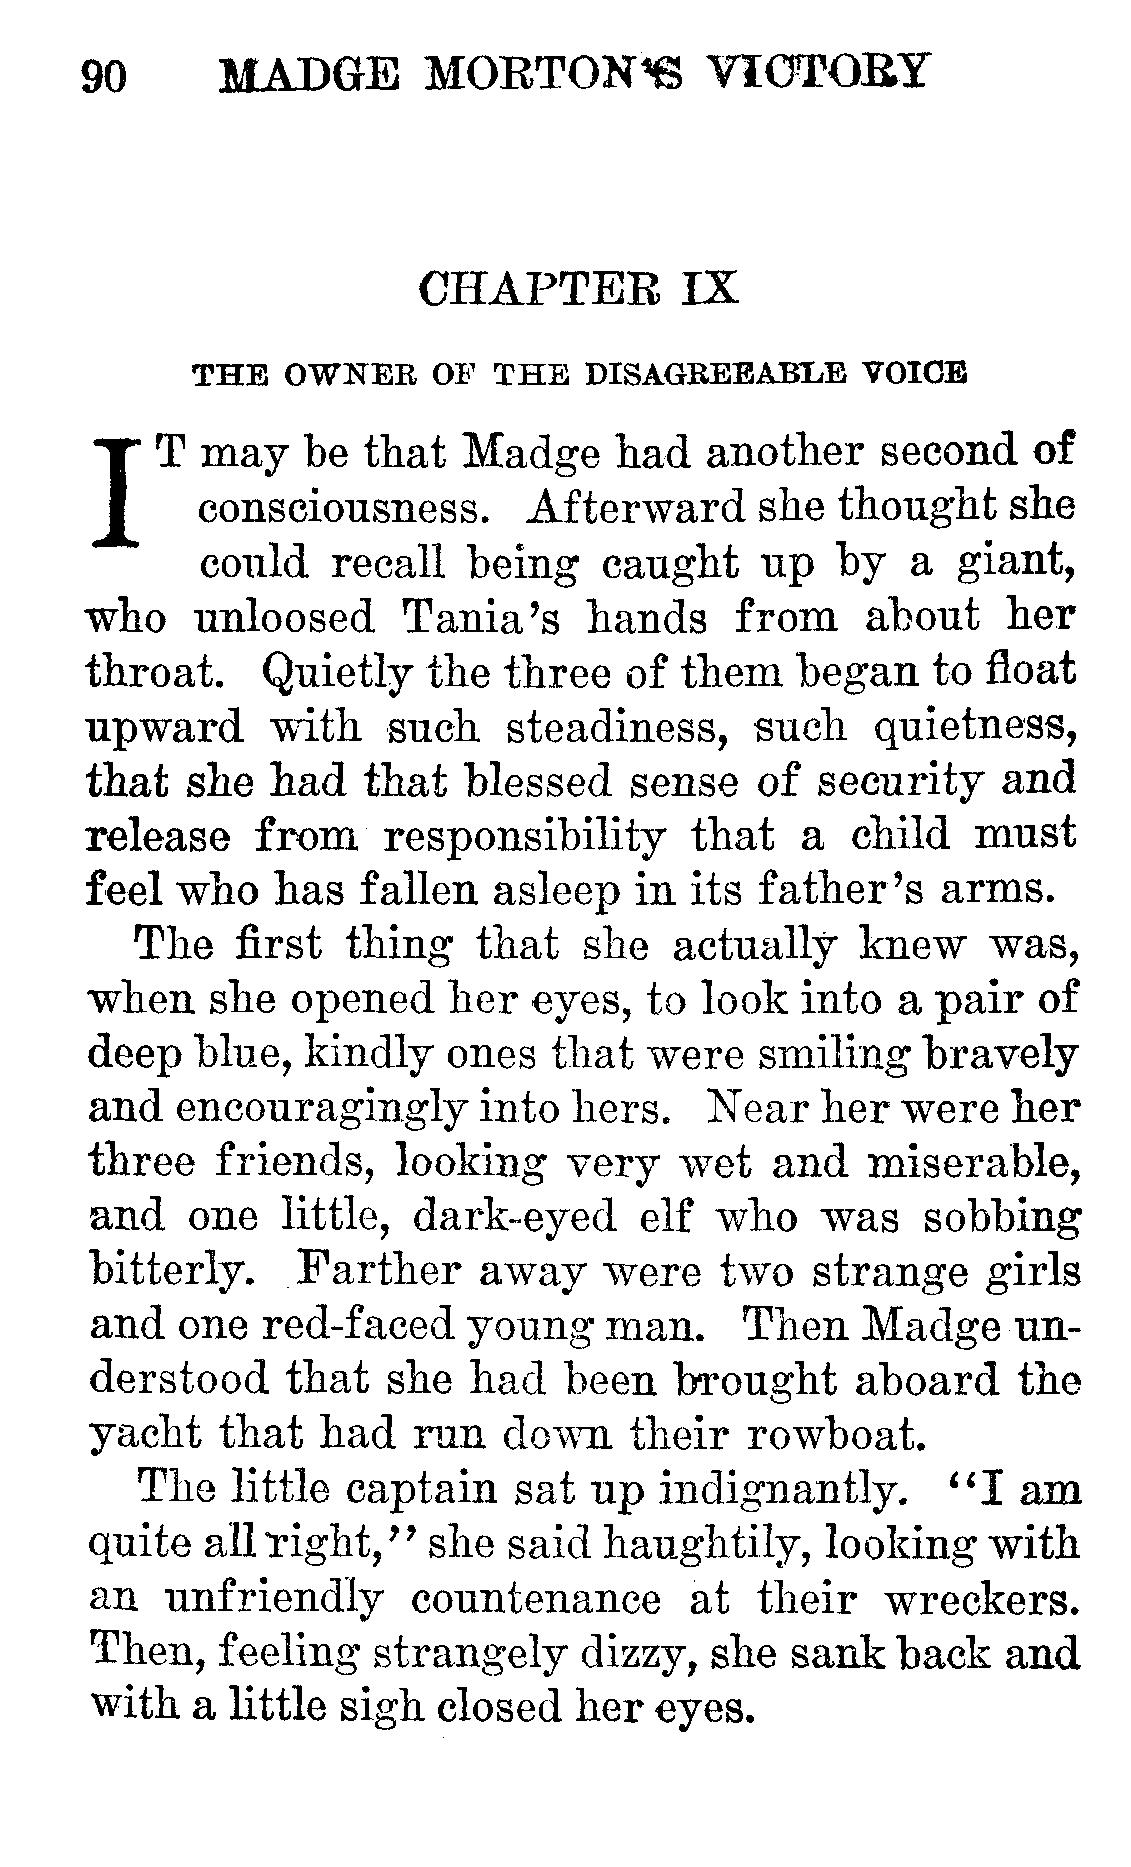 90 MADGE MORTON'S VICTORY
CHAPTER IX
THE OWNER OF THE DISAGREEABLE VOICE
IT may be that Madge had another second of
consciousness. Afterward she thought she
could recall being caught up by a giant,
who unloosed Tania's hands from about her
throat. Quietly the three of them began to float
upward with such steadiness, such quietness,
that she had that blessed sense of security and
release from responsibility that a child must
feel who has fallen asleep in its father's arms.
The first thing that she actually knew was,
when she opened her eyes, to look into a pair of
deep blue, kindly ones that were smiling bravely
and encouragingly into hers. Near her were her
three friends, looking very wet and miserable,
and one little, dark-eyed elf who was sobbing
bitterly. Farther away were two strange girls
and one red-faced young man. Then Madge un-
derstood that she had been brought aboard the
yacht that had run down their rowboat.
The little captain sat up indignantly. "I am
quite all right," she said haughtily, looking with
an unfriendly countenance at their wreckers.
Then, feeling strangely dizzy, she sank back and
with a little sigh closed her eyes.